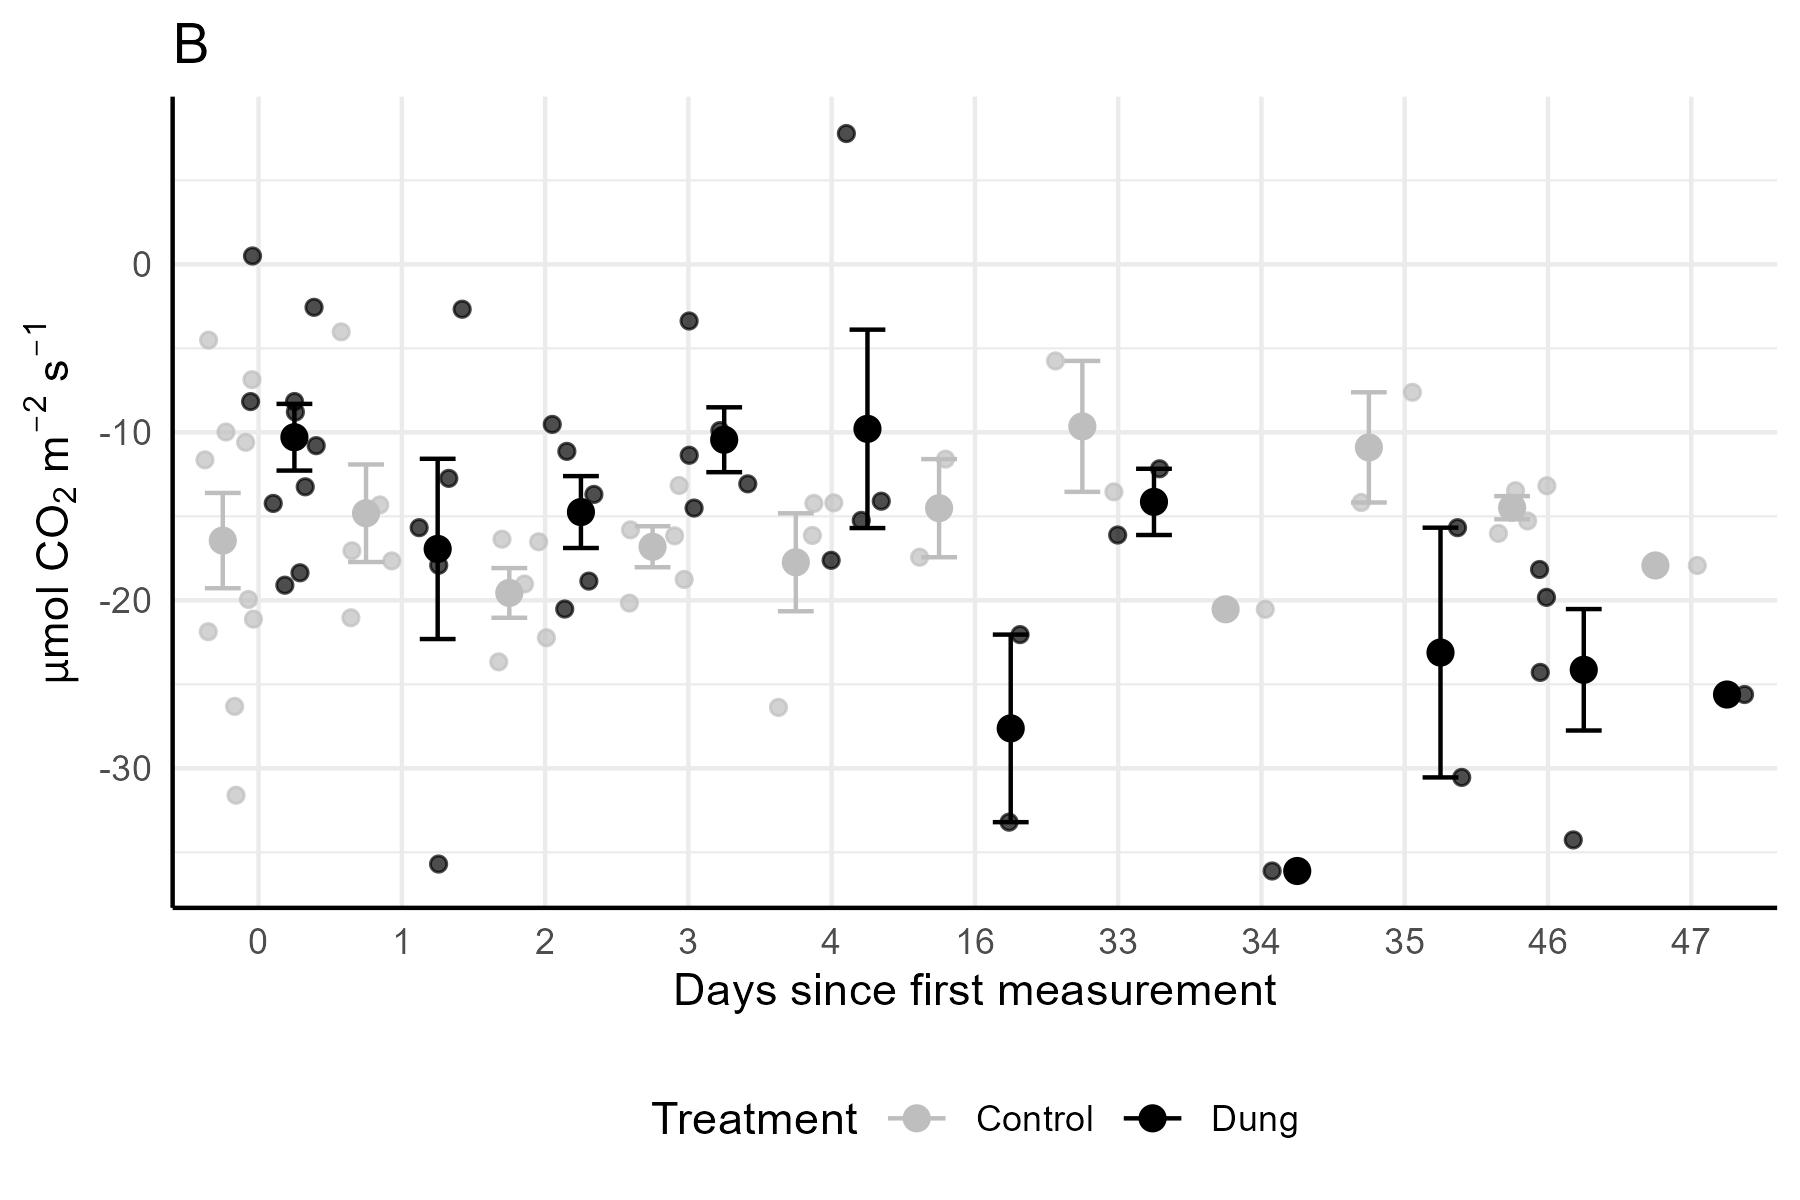 B
µmol CO₂ m⁻² s⁻¹
0
-10
-20
-30
0 1 2 3 4 16 33 34 35 46 47
Days since first measurement
Treatment Control Dung